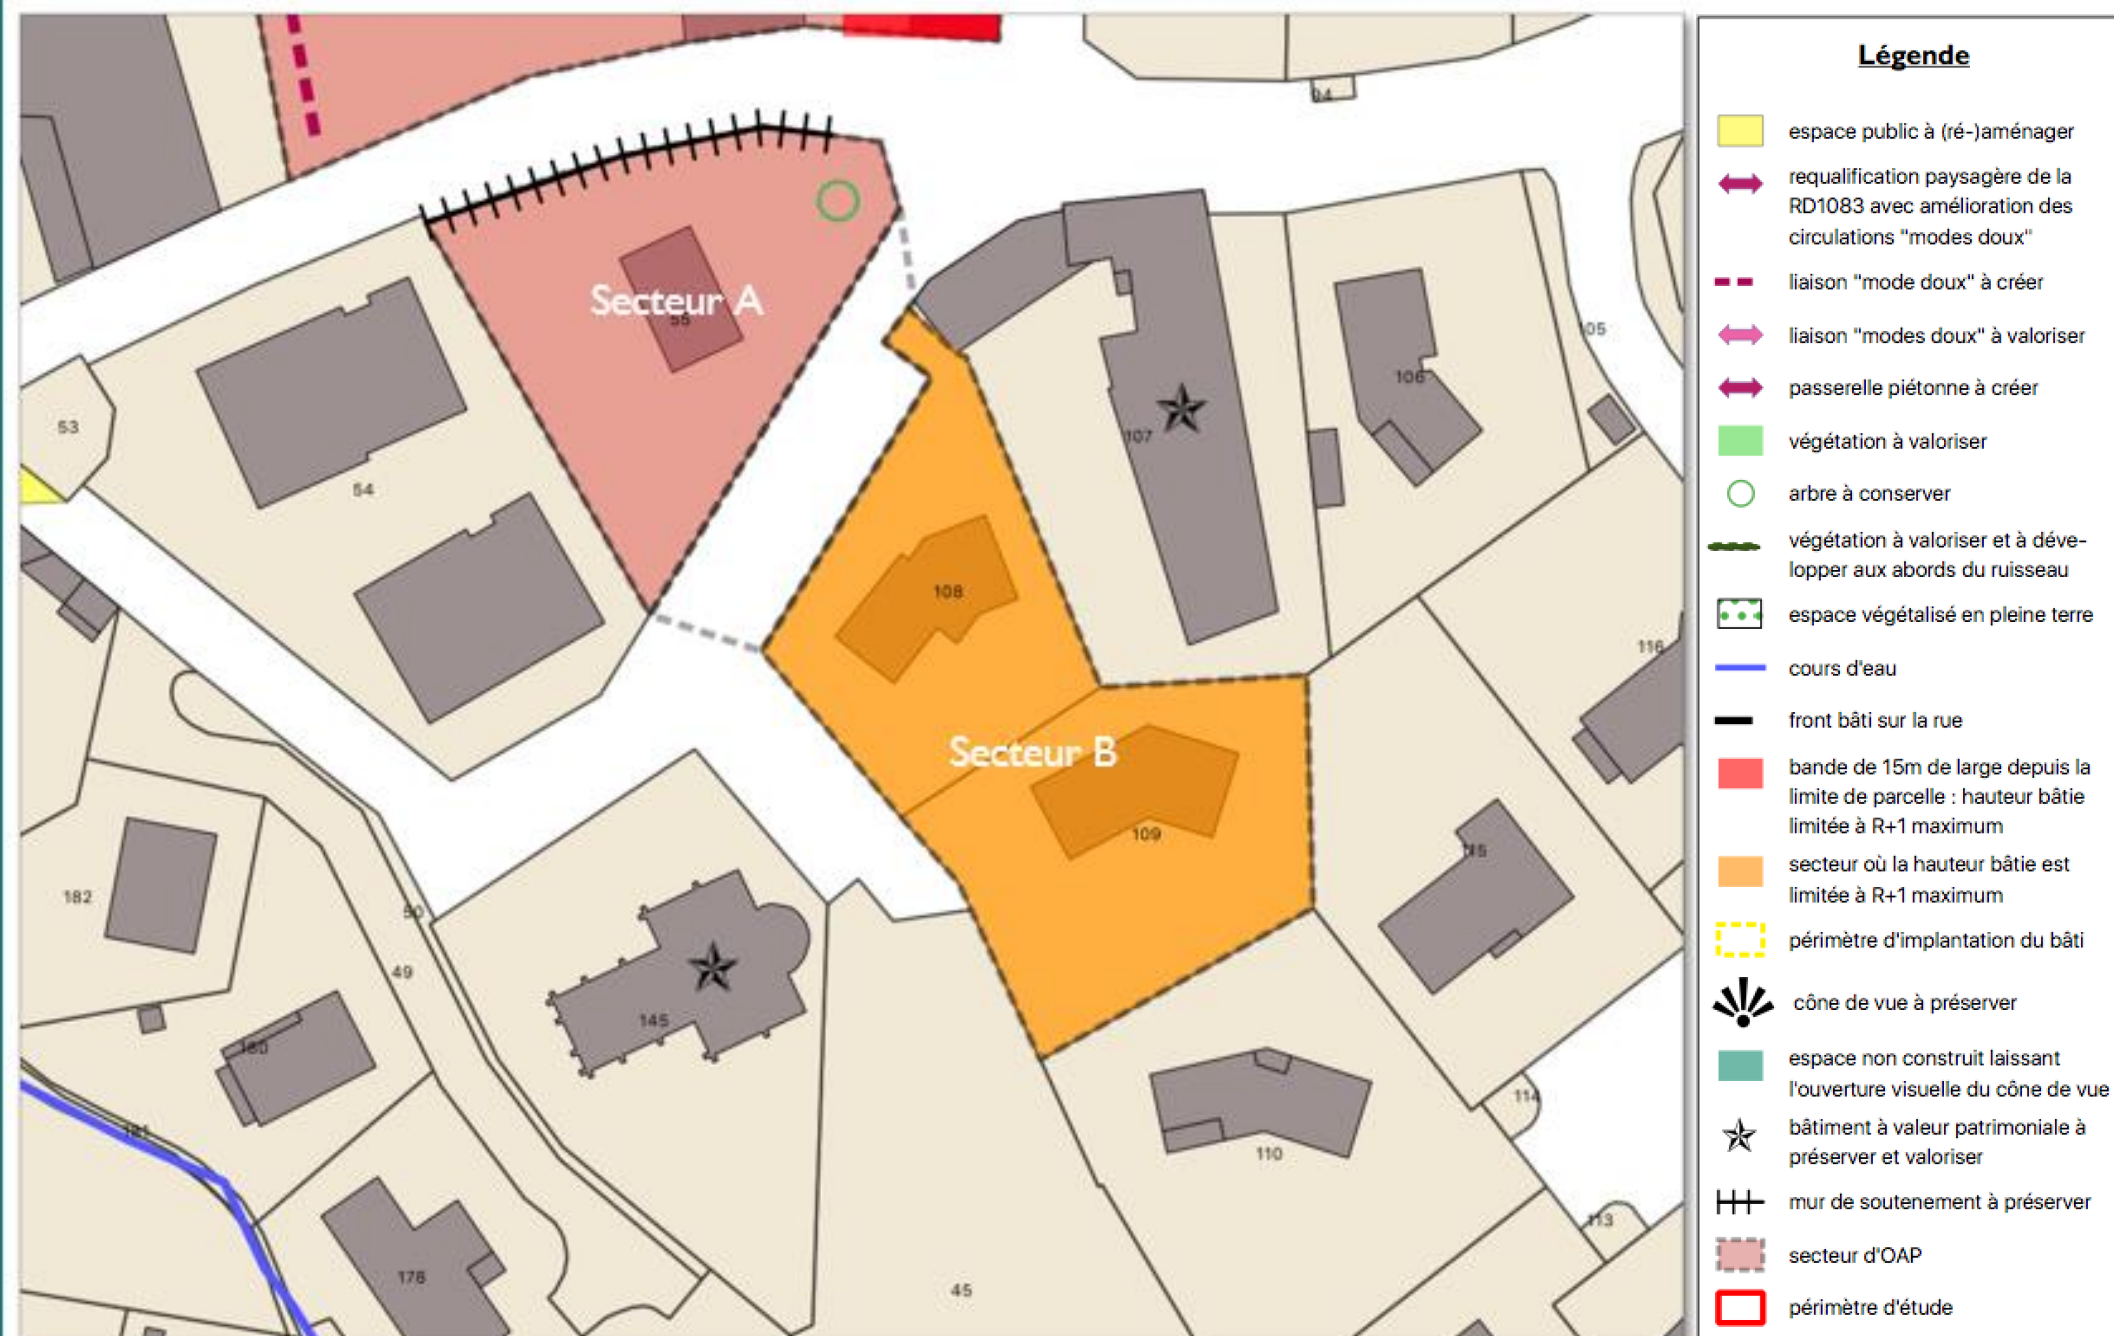 94
Secteur A
55
105
106
53
107
54
108
116
Secteur B
109
115
182
50
49
145
180
114
181
110
113
178
45
Légende
espace public à (ré-)aménager
requalification paysagère de la
RD1083 avec amélioration des
circulations "modes doux"
liaison "mode doux" à créer
liaison "modes doux" à valoriser
passerelle piétonne à créer
végétation à valoriser
arbre à conserver
végétation à valoriser et à déve-
lopper aux abords du ruisseau
espace végétalisé en pleine terre
cours d'eau
front bâti sur la rue
bande de 15m de large depuis la
limite de parcelle : hauteur bâtie
limitée à R+1 maximum
secteur où la hauteur bâtie est
limitée à R+1 maximum
périmètre d'implantation du bâti
cône de vue à préserver
espace non construit laissant
l'ouverture visuelle du cône de vue
bâtiment à valeur patrimoniale à
préserver et valoriser
mur de soutenement à préserver
secteur d'OAP
périmètre d'étude